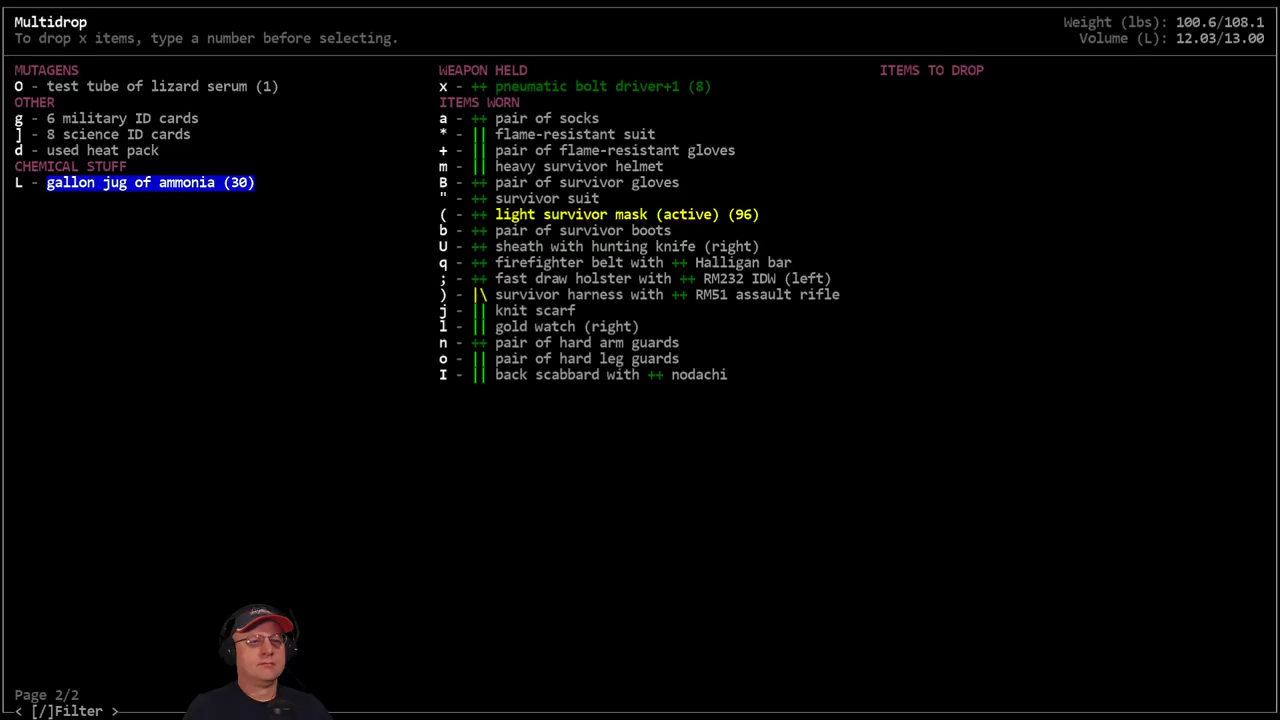 Multidrop
To drop x items, type a number before selecting.
Weight (lbs): 100.6/108.1
Volume (L): 12.03/13.00
MUTAGENS
O - test tube of lizard serum (1)
OTHER
g - 6 military ID cards
] - 8 science ID cards
d - used heat pack
CHEMICAL STUFF
L - gallon jug of ammonia (30)
WEAPON HELD
x - ++ pneumatic bolt driver+1 (8)
ITEMS WORN
a - ++ pair of socks
* - || flame-resistant suit
+ - || pair of flame-resistant gloves
m - || heavy survivor helmet
B - ++ pair of survivor gloves
" - ++ survivor suit
( - ++ light survivor mask (active) (96)
b - ++ pair of survivor boots
U - ++ sheath with hunting knife (right)
q - ++ firefighter belt with ++ Halligan bar
; - ++ fast draw holster with ++ RM232 IDW (left)
) - |\ survivor harness with ++ RM51 assault rifle
j - || knit scarf
l - || gold watch (right)
n - ++ pair of hard arm guards
o - || pair of hard leg guards
I - || back scabbard with ++ nodachi
ITEMS TO DROP
Page 2/2
< [/]Filter >